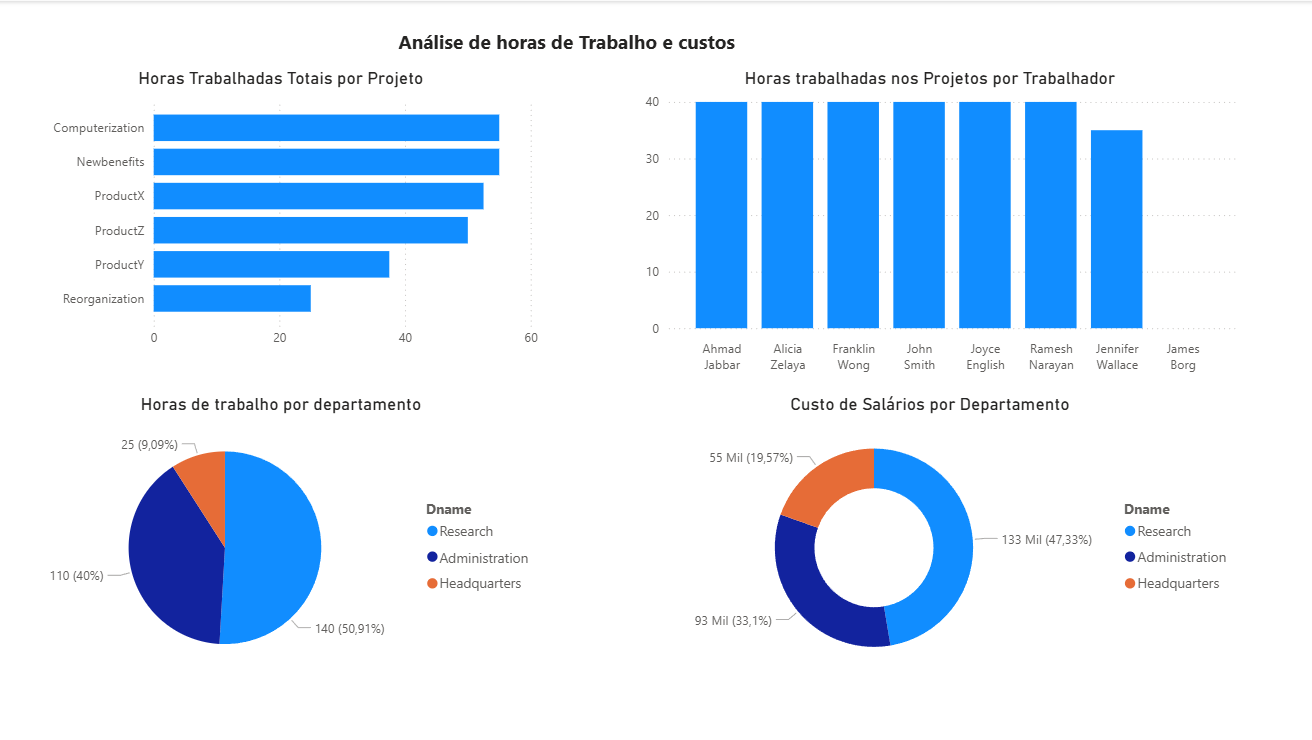 Análise de horas de Trabalho e custos
Horas Trabalhadas Totais por Projeto
Computerization
Newbenefits
ProductX
ProductZ
ProductY
Reorganization
0
20
40
60
Horas trabalhadas nos Projetos por Trabalhador
40
30
20
10
0
Ahmad
Jabbar
Alicia
Zelaya
Franklin
Wong
John
Smith
Joyce
English
Ramesh
Narayan
Jennifer
Wallace
James
Borg
Horas de trabalho por departamento
25 (9,09%)
110 (40%)
140 (50,91%)
Dname
Research
Administration
Headquarters
Custo de Salários por Departamento
55 Mil (19,57%)
133 Mil (47,33%)
93 Mil (33,1%)
Dname
Research
Administration
Headquarters